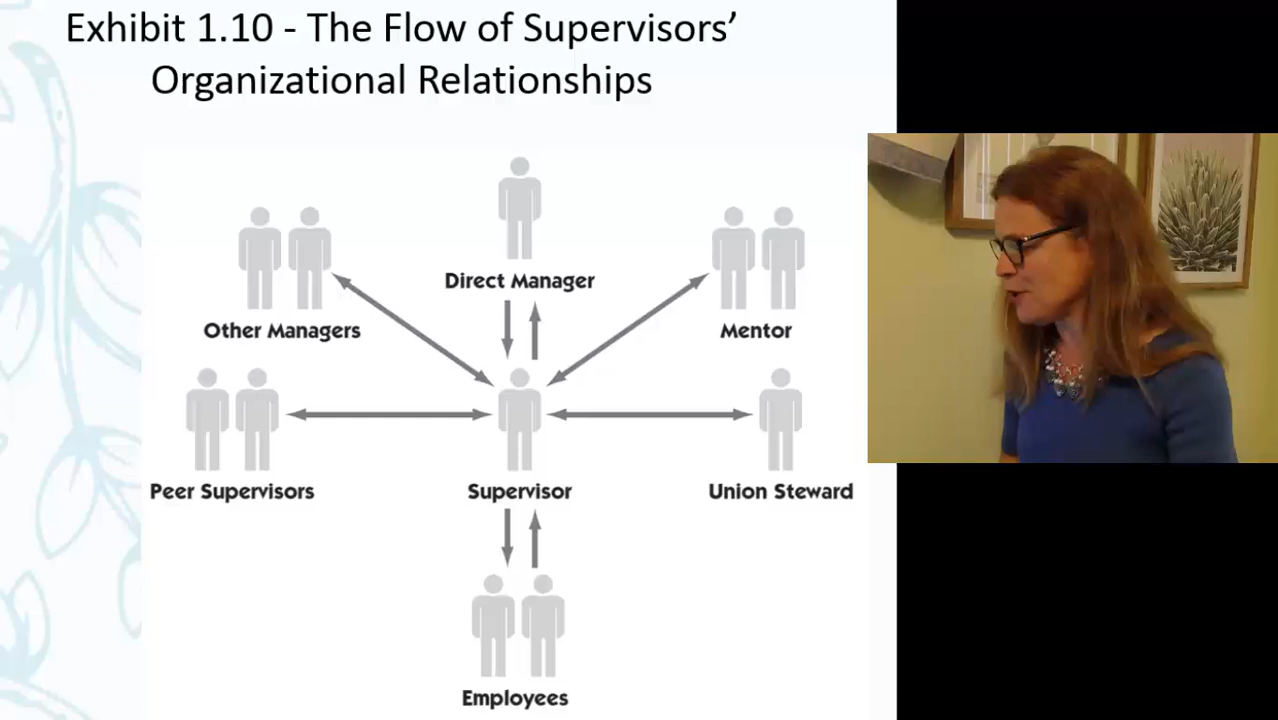 Exhibit 1.10 - The Flow of Supervisors’
Organizational Relationships
Direct Manager
Other Managers
Mentor
Peer Supervisors
Supervisor
Union Steward
Employees